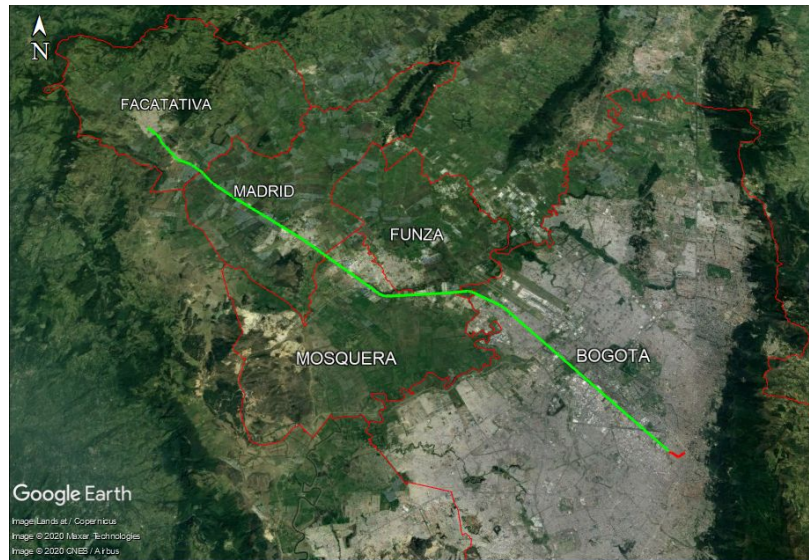 N
FACATATIVA
MADRID
FUNZA
MOSQUERA
BOGOTA
Google Earth
Image Landsat / Copernicus
Image © 2020 Maxar Technologies
Image © 2020 CNES / Airbus